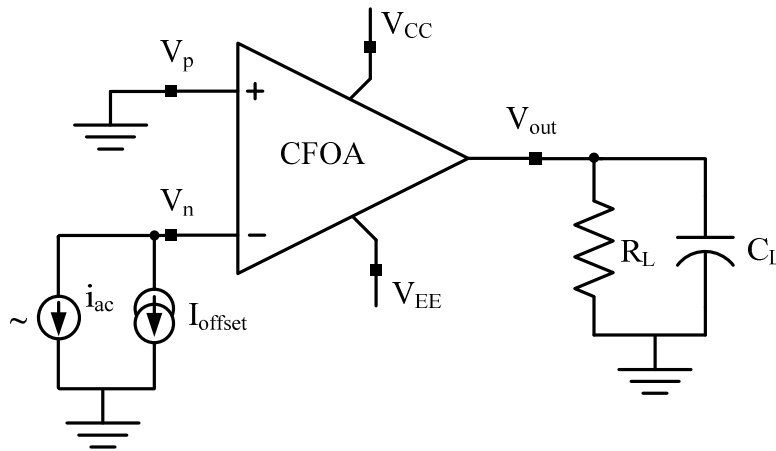 V_CC
V_p
+
CFOA
V_out
V_n
−
R_L
C_L
i_ac
~
I_offset
V_EE